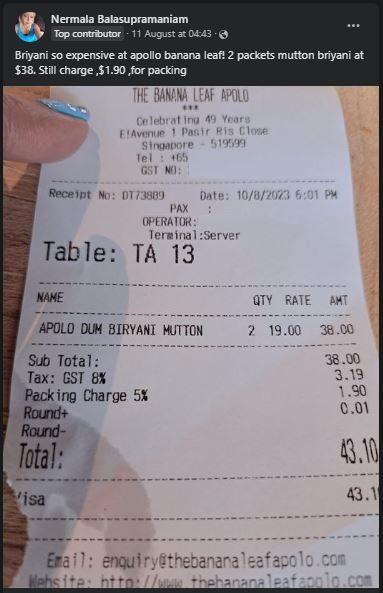 Nermala Balasupramaniam
Top contributor · 11 August at 04:43 ·
Briyani so expensive at apollo banana leaf! 2 packets mutton briyani at
$38. Still charge ,$1.90 ,for packing
THE BANANA LEAF APOLO
***
Celebrating 49 Years
E!Avenue 1 Pasir Ris Close
Singapore - 519599
Tel : +65
GST NO:
Receipt No: DT73889 Date: 10/8/2023 6:01 PM
PAX :
OPERATOR:
Terminal:Server
Table: TA 13
NAME QTY RATE AMT
APOLO DUM BIRYANI MUTTON 2 19.00 38.00
Sub Total: 38.00
Tax: GST 8% 3.19
Packing Charge 5% 1.90
Round+ 0.01
Round-
Total: 43.10
Visa 43.1
Email: enquiry@thebananaleafapolo.com
Website: http://www.thebananaleafapolo.com